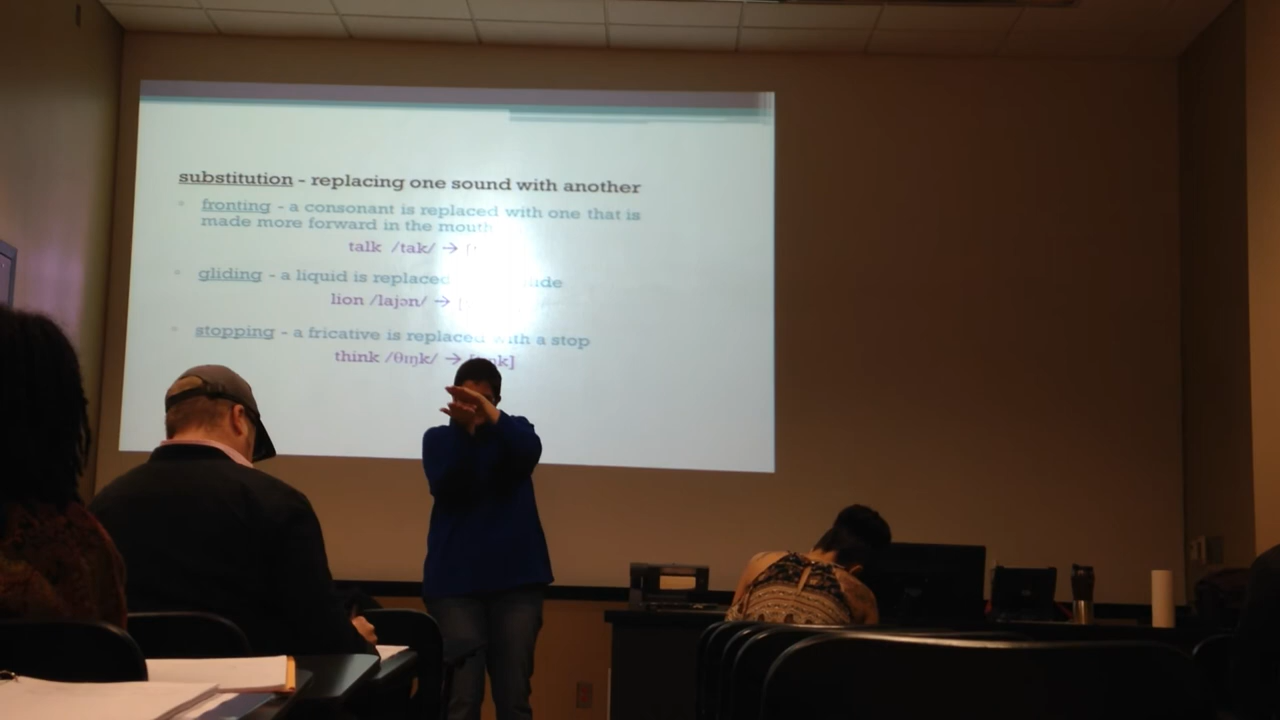 substitution - replacing one sound with another
fronting - a consonant is replaced with one that is
made more forward in the mouth
talk /tak/ → [
gliding - a liquid is replaced
lion /lajən/ → [
stopping - a fricative is replaced with a stop
think /θɪŋk/ →